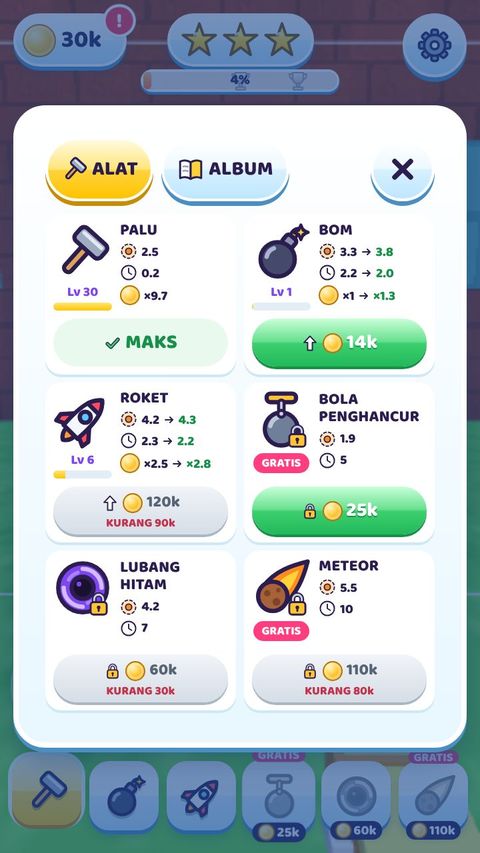 30k
!
4%
ALAT
ALBUM
PALU
2.5
0.2
×9.7
Lv 30
MAKS
BOM
3.3 → 3.8
2.2 → 2.0
×1 → ×1.3
Lv 1
14k
ROKET
4.2 → 4.3
2.3 → 2.2
×2.5 → ×2.8
Lv 6
120k
KURANG 90k
BOLA
PENGHANCUR
1.9
5
GRATIS
25k
LUBANG
HITAM
4.2
7
60k
KURANG 30k
METEOR
5.5
10
GRATIS
110k
KURANG 80k
GRATIS
GRATIS
25k
60k
110k